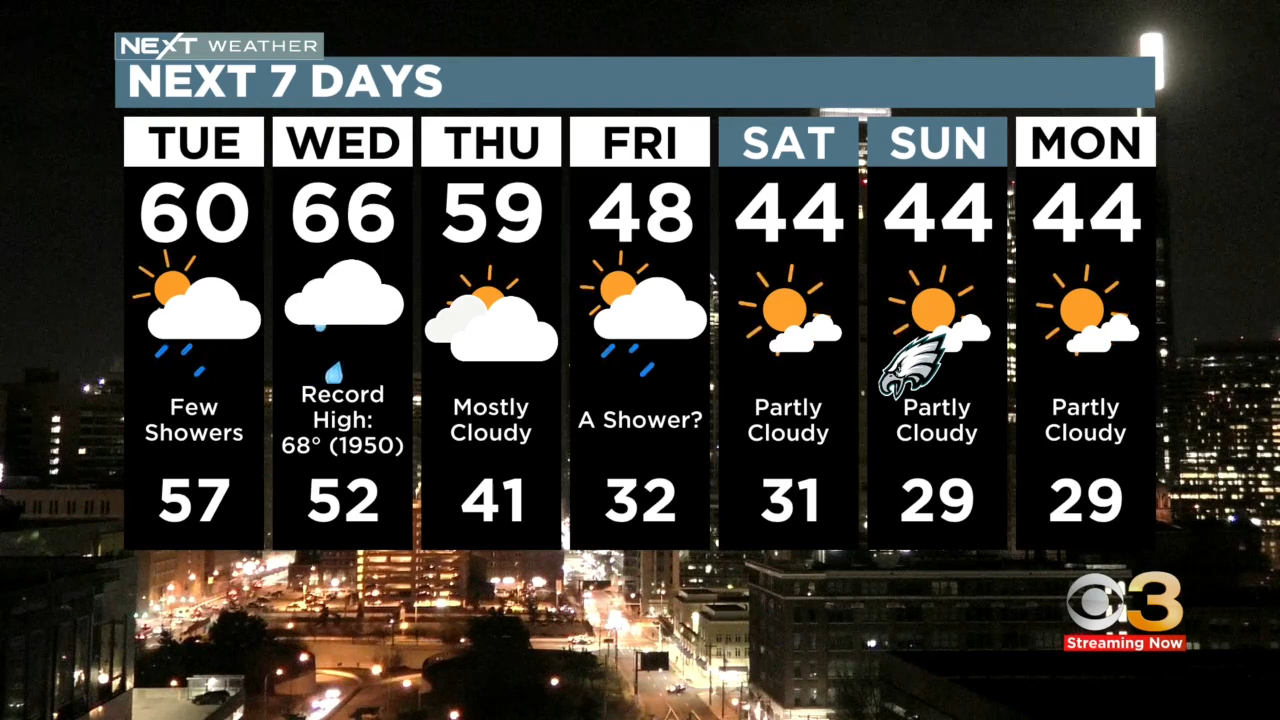 NEXT WEATHER
NEXT 7 DAYS
TUE WED THU FRI SAT SUN MON
60 66 59 48 44 44 44
Few
Showers
Record
High:
68° (1950)
Mostly
Cloudy
A Shower?
Partly
Cloudy
Partly
Cloudy
Partly
Cloudy
57 52 41 32 31 29 29
3
Streaming Now